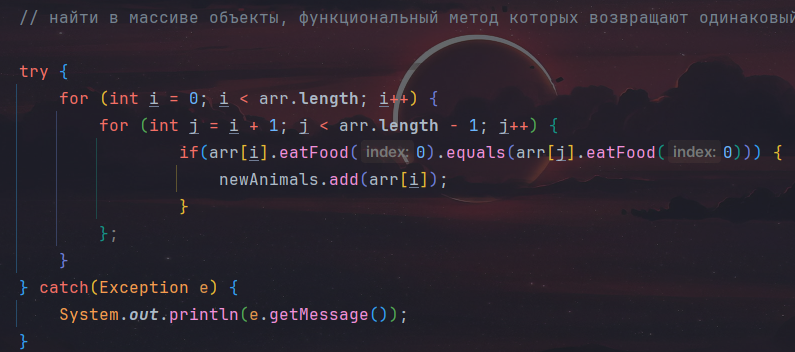 // найти в массиве объекты, функциональный метод которых возвращают одинаковый
try {
for (int i = 0; i < arr.length; i++) {
for (int j = i + 1; j < arr.length - 1; j++) {
if(arr[i].eatFood( index: 0).equals(arr[j].eatFood( index: 0))) {
newAnimals.add(arr[i]);
}
};
}
} catch(Exception e) {
System.out.println(e.getMessage());
}